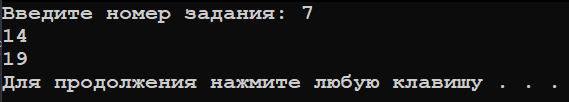 Введите номер задания: 7
14
19
Для продолжения нажмите любую клавишу . . .